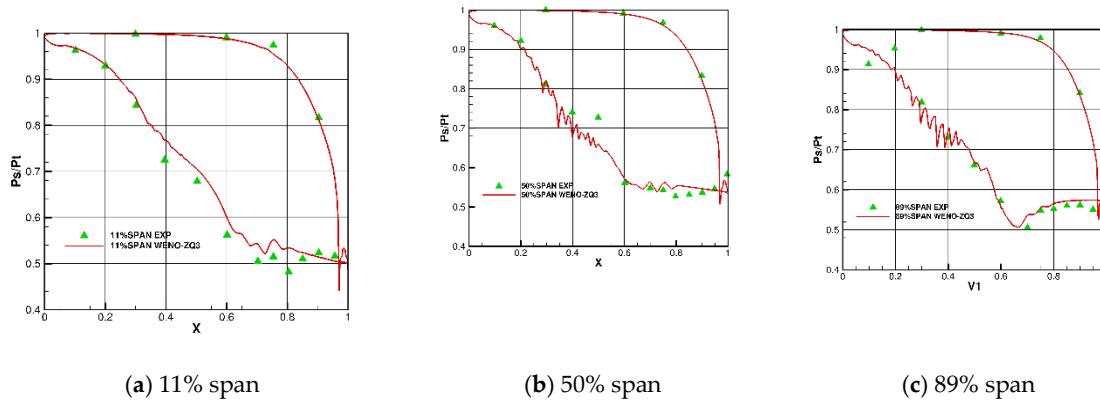 1
0.9
0.8
0.7
0.6
0.5
0.4
Ps/Pt
11%SPAN EXP
11%SPAN WENO-ZQ3
0
0.2
0.4
0.6
0.8
1
X
(a) 11% span
1
0.9
0.8
0.7
0.6
0.5
0.4
Ps/Pt
50%SPAN EXP
50%SPAN WENO-ZQ3
0
0.2
0.4
0.6
0.8
1
X
(b) 50% span
1
0.9
0.8
0.7
0.6
0.5
0.4
Ps/Pt
89%SPAN EXP
89%SPAN WENO-ZQ3
0
0.2
0.4
0.6
0.8
V1
(c) 89% span